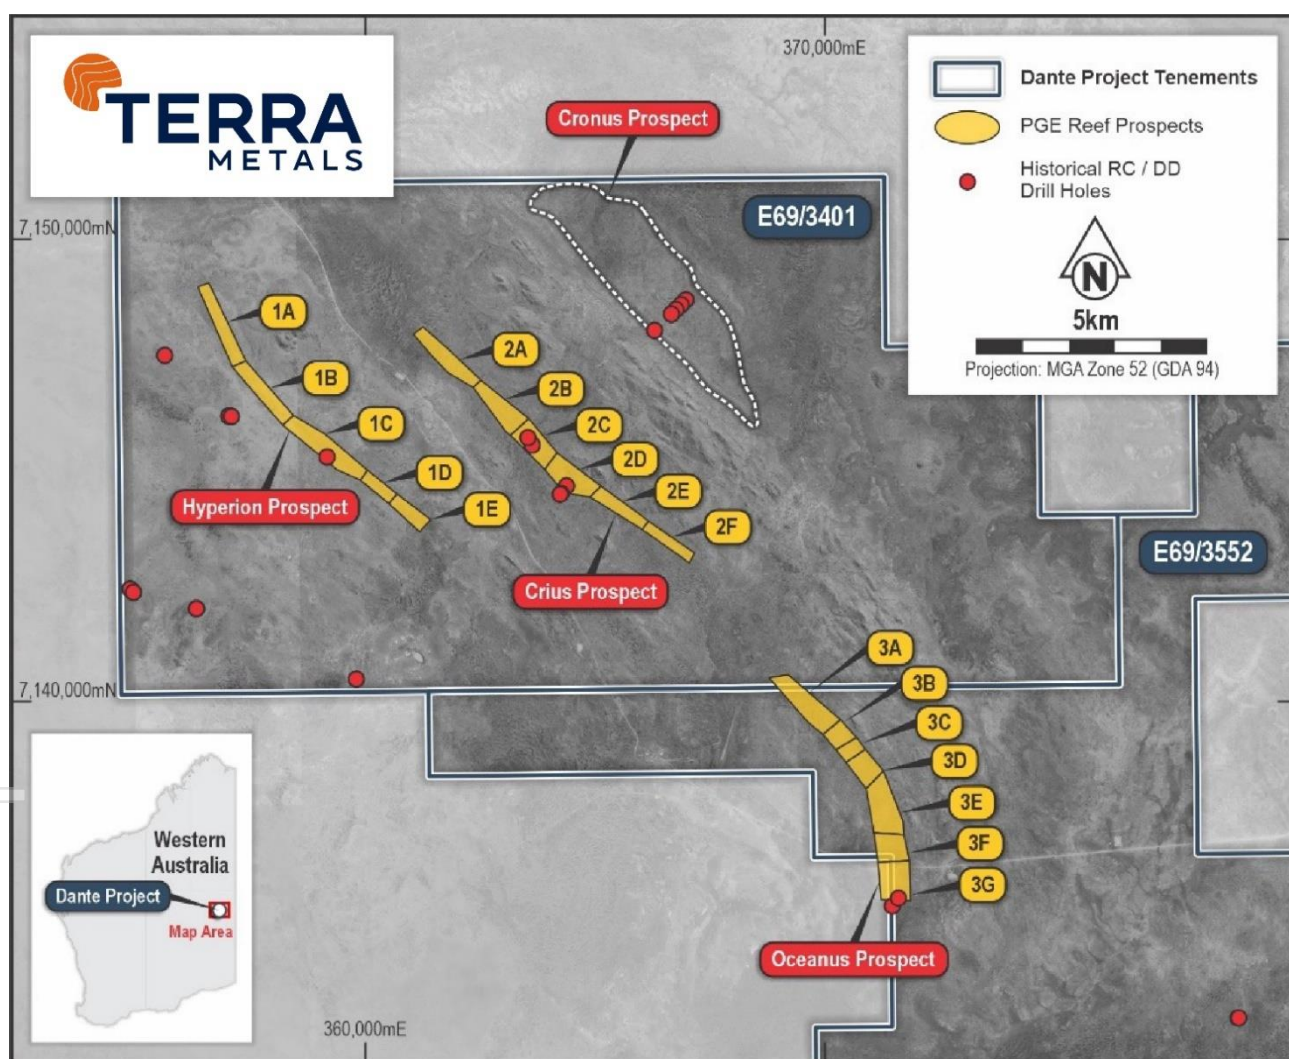 370,000mE
TERRA
METALS
Cronus Prospect
Dante Project Tenements
PGE Reef Prospects
Historical RC / DD
Drill Holes
N
5km
Projection: MGA Zone 52 (GDA 94)
E69/3401
7,150,000mN
1A
1B
1C
1D
1E
Hyperion Prospect
2A
2B
2C
2D
2E
2F
Crius Prospect
E69/3552
7,140,000mN
3A
3B
3C
3D
3E
3F
3G
Oceanus Prospect
Western
Australia
Dante Project
Map Area
360,000mE